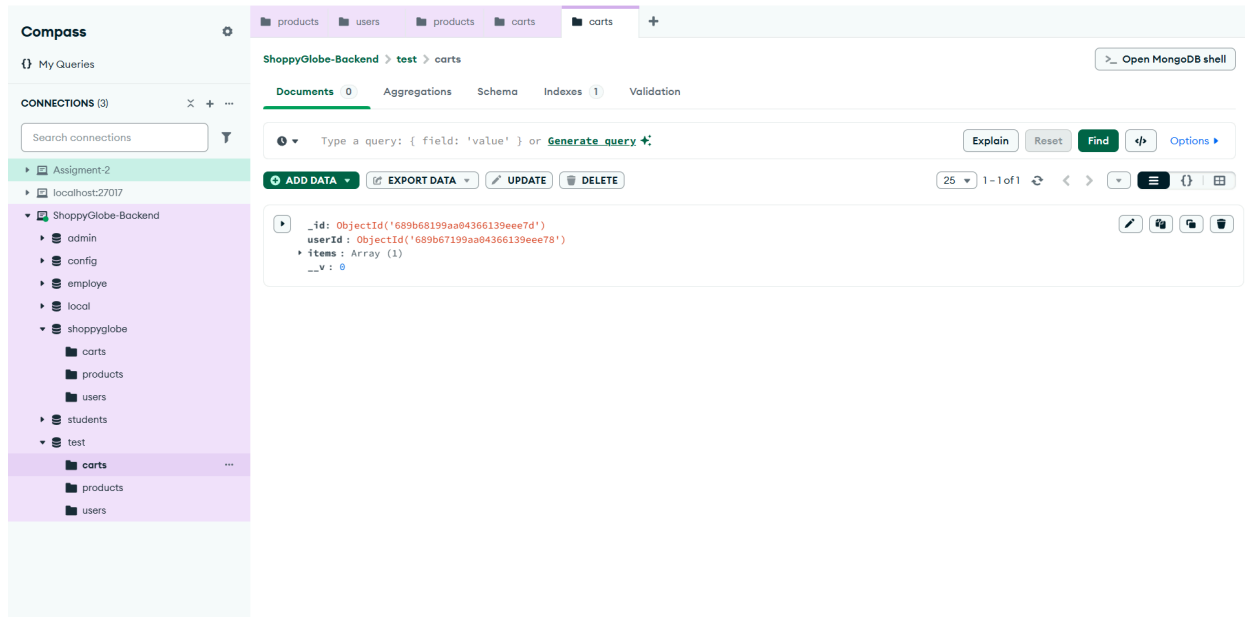 Compass
{} My Queries
CONNECTIONS (3)
Search connections
Assigment-2
localhost:27017
ShoppyGlobe-Backend
admin
config
employe
local
shoppyglobe
carts
products
users
students
test
carts
products
users
products
users
products
carts
carts
ShoppyGlobe-Backend > test > carts
>_ Open MongoDB shell
Documents 0 Aggregations Schema Indexes 1 Validation
Type a query: { field: 'value' } or Generate query
Explain Reset Find </> Options
ADD DATA EXPORT DATA UPDATE DELETE
25 1–1 of 1 {}
_id: ObjectId('689b68199aa04366139eee7d')
userId : ObjectId('689b67199aa04366139eee78')
items : Array (1)
__v : 0